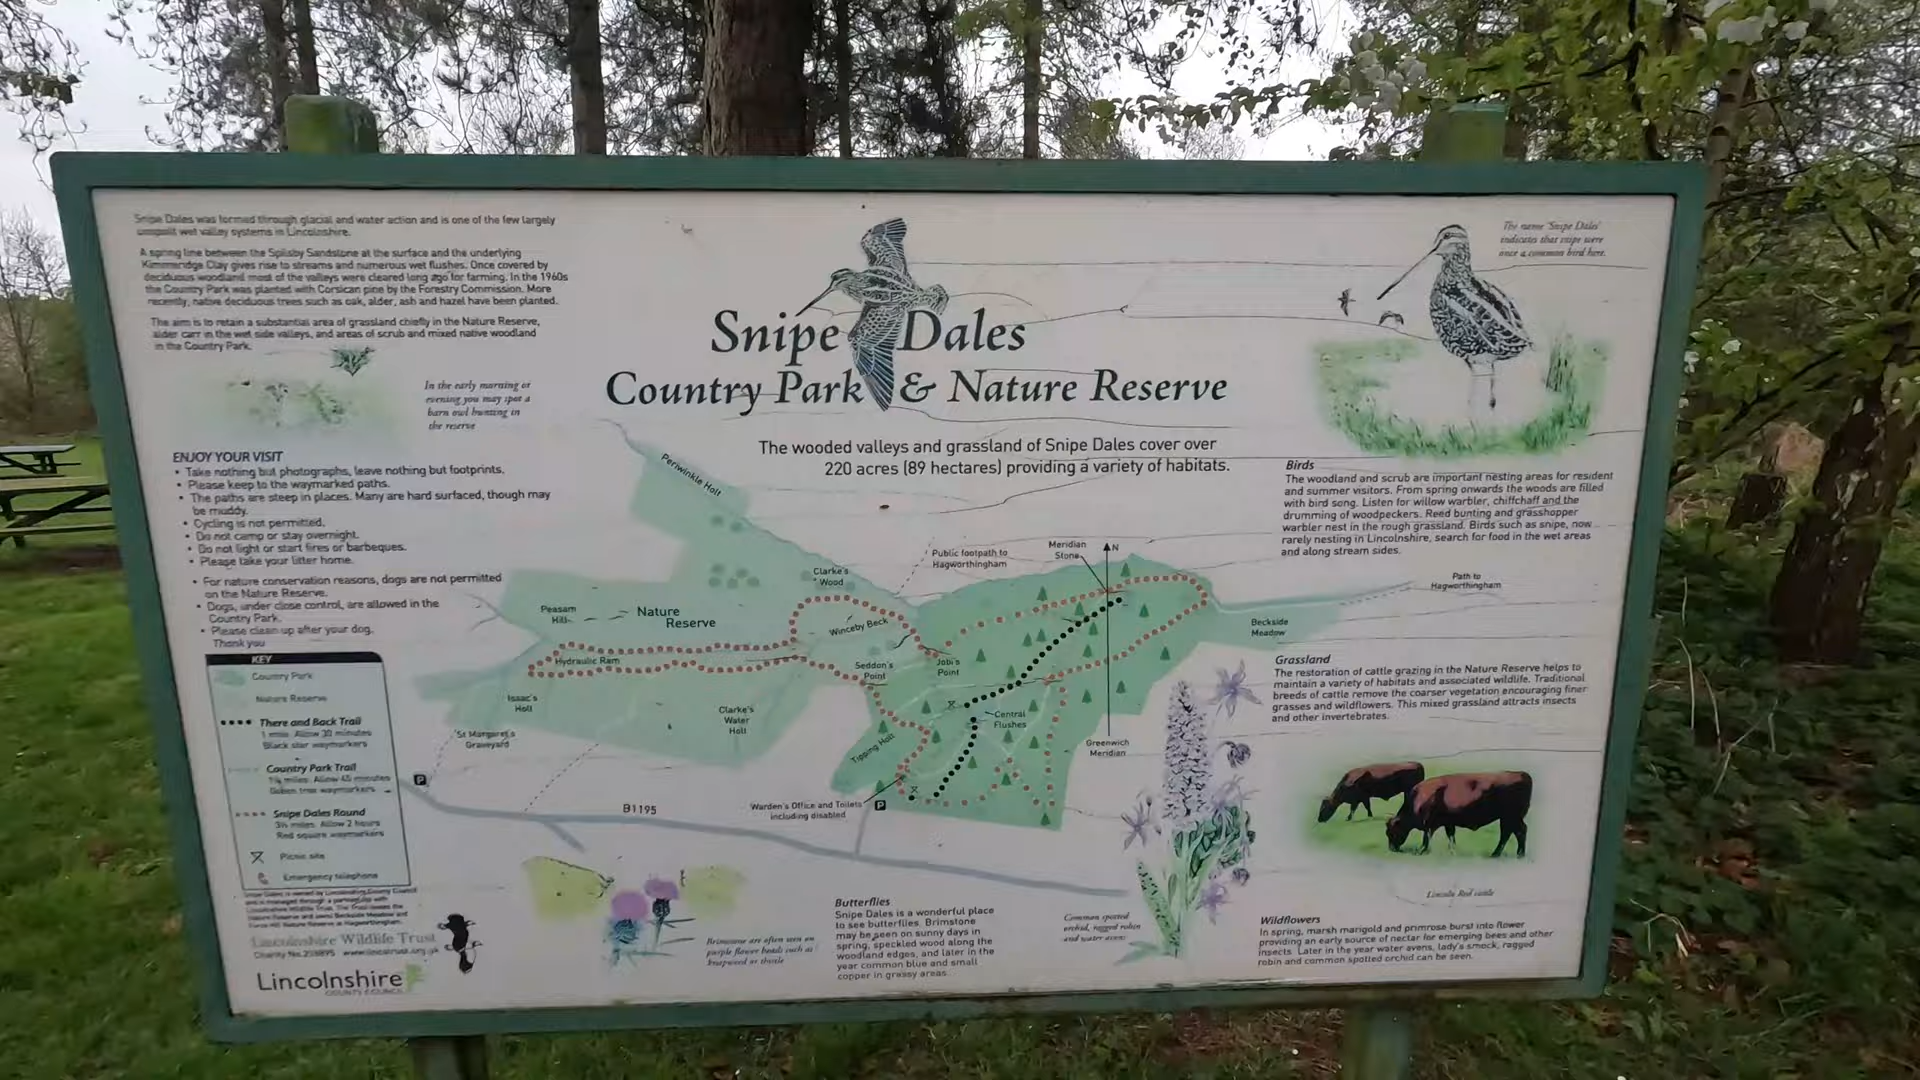 Snipe Dales was formed through glacial and water action and is one of the few largely
unspoilt wet valley systems in Lincolnshire.
A spring line between the Spilsby Sandstone at the surface and the underlying
Kimmeridge Clay gives rise to streams and numerous wet flushes. Once covered by
deciduous woodland most of the valleys were cleared long ago for farming. In the 1960s
the Country Park was planted with Corsican pine by the Forestry Commission. More
recently, native deciduous trees such as oak, alder, ash and hazel have been planted.
The aim is to retain a substantial area of grassland chiefly in the Nature Reserve,
alder carr in the wet side valleys, and areas of scrub and mixed native woodland
in the Country Park.
In the early morning or
evening you may spot a
barn owl hunting in
the reserve
ENJOY YOUR VISIT
• Take nothing but photographs, leave nothing but footprints.
• Please keep to the waymarked paths.
• The paths are steep in places. Many are hard surfaced, though may
be muddy.
• Cycling is not permitted.
• Do not camp or stay overnight.
• Do not light or start fires or barbeques.
• Please take your litter home.
• For nature conservation reasons, dogs are not permitted
on the Nature Reserve.
• Dogs, under close control, are allowed in the
Country Park.
• Please clean up after your dog.
Thank you
KEY
Country Park
Nature Reserve
There and Back Trail
1 mile. Allow 30 minutes
Black star waymarkers
Country Park Trail
1¼ miles. Allow 45 minutes
Green tree waymarkers
Snipe Dales Round
3½ miles. Allow 2 hours
Red square waymarkers
Picnic site
Emergency telephone
Snipe Dales is owned by Lincolnshire County Council
and is managed through a partnership with
Lincolnshire Wildlife Trust. The Trust leases the
Nature Reserve and owns Beckside Meadow and
Furze Hill Nature Reserve at Hagworthingham.
Lincolnshire Wildlife Trust
Charity No.218895 www.lincstrust.org.uk
Lincolnshire
COUNTY COUNCIL
Snipe Dales
Country Park & Nature Reserve
The wooded valleys and grassland of Snipe Dales cover over
220 acres (89 hectares) providing a variety of habitats.
Periwinkle Holt
Public footpath to
Hagworthingham
Meridian
Stone
N
Clarke's
Wood
Path to
Hagworthingham
Peasam
Hill
Nature
Reserve
Winceby Beck
Beckside
Meadow
Hydraulic Ram
Seddon's
Point
Jobi's
Point
Isaac's
Holt
Clarke's
Water
Holt
Central
Flushes
St Margaret's
Graveyard
Tipping Holt
Greenwich
Meridian
P
B1195
Warden's Office and Toilets
including disabled
P
Brimstone are often seen on
purple flower heads such as
knapweed or thistle
Butterflies
Snipe Dales is a wonderful place
to see butterflies. Brimstone
may be seen on sunny days in
spring, speckled wood along the
woodland edges, and later in the
year common blue and small
copper in grassy areas.
Common spotted
orchid, ragged robin
and water avens
The name 'Snipe Dales'
indicates that snipe were
once a common bird here.
Birds
The woodland and scrub are important nesting areas for resident
and summer visitors. From spring onwards the woods are filled
with bird song. Listen for willow warbler, chiffchaff and the
drumming of woodpeckers. Reed bunting and grasshopper
warbler nest in the rough grassland. Birds such as snipe, now
rarely nesting in Lincolnshire, search for food in the wet areas
and along stream sides.
Grassland
The restoration of cattle grazing in the Nature Reserve helps to
maintain a variety of habitats and associated wildlife. Traditional
breeds of cattle remove the coarser vegetation encouraging finer
grasses and wildflowers. This mixed grassland attracts insects
and other invertebrates.
Lincoln Red cattle
Wildflowers
In spring, marsh marigold and primrose burst into flower
providing an early source of nectar for emerging bees and other
insects. Later in the year water avens, lady's smock, ragged
robin and common spotted orchid can be seen.